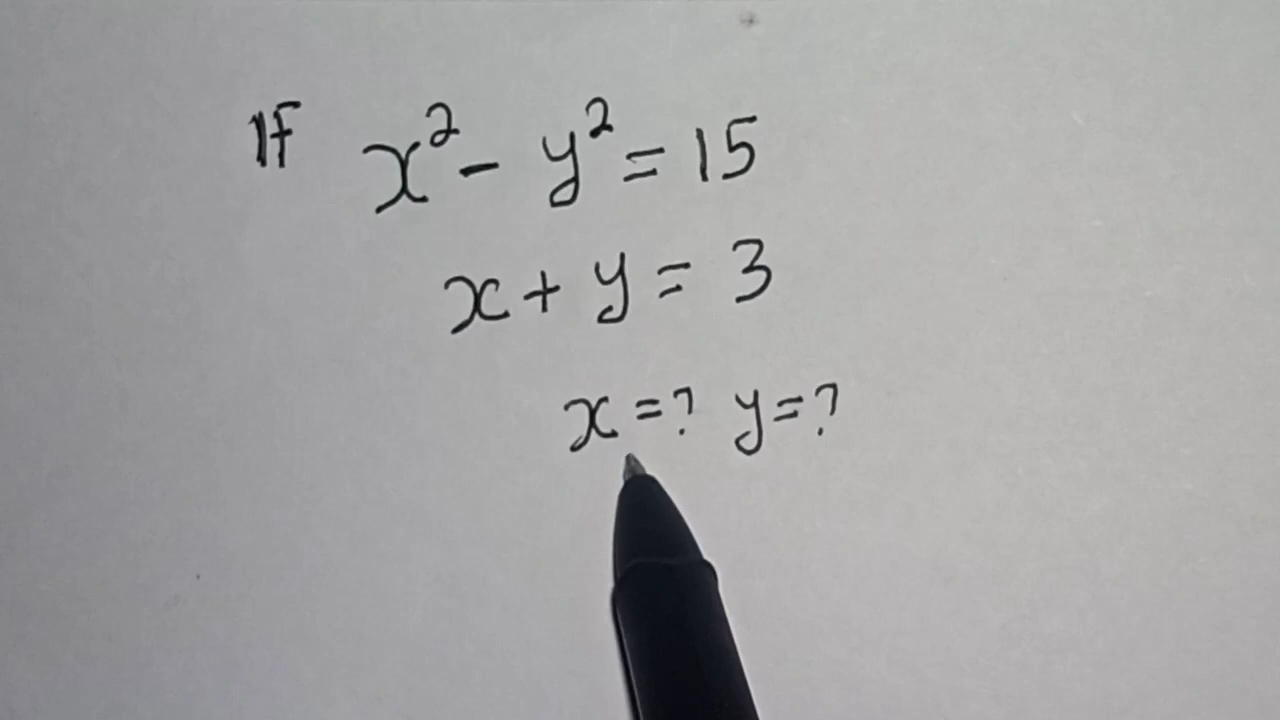 If x² - y² = 15
x + y = 3
x = ? y = ?